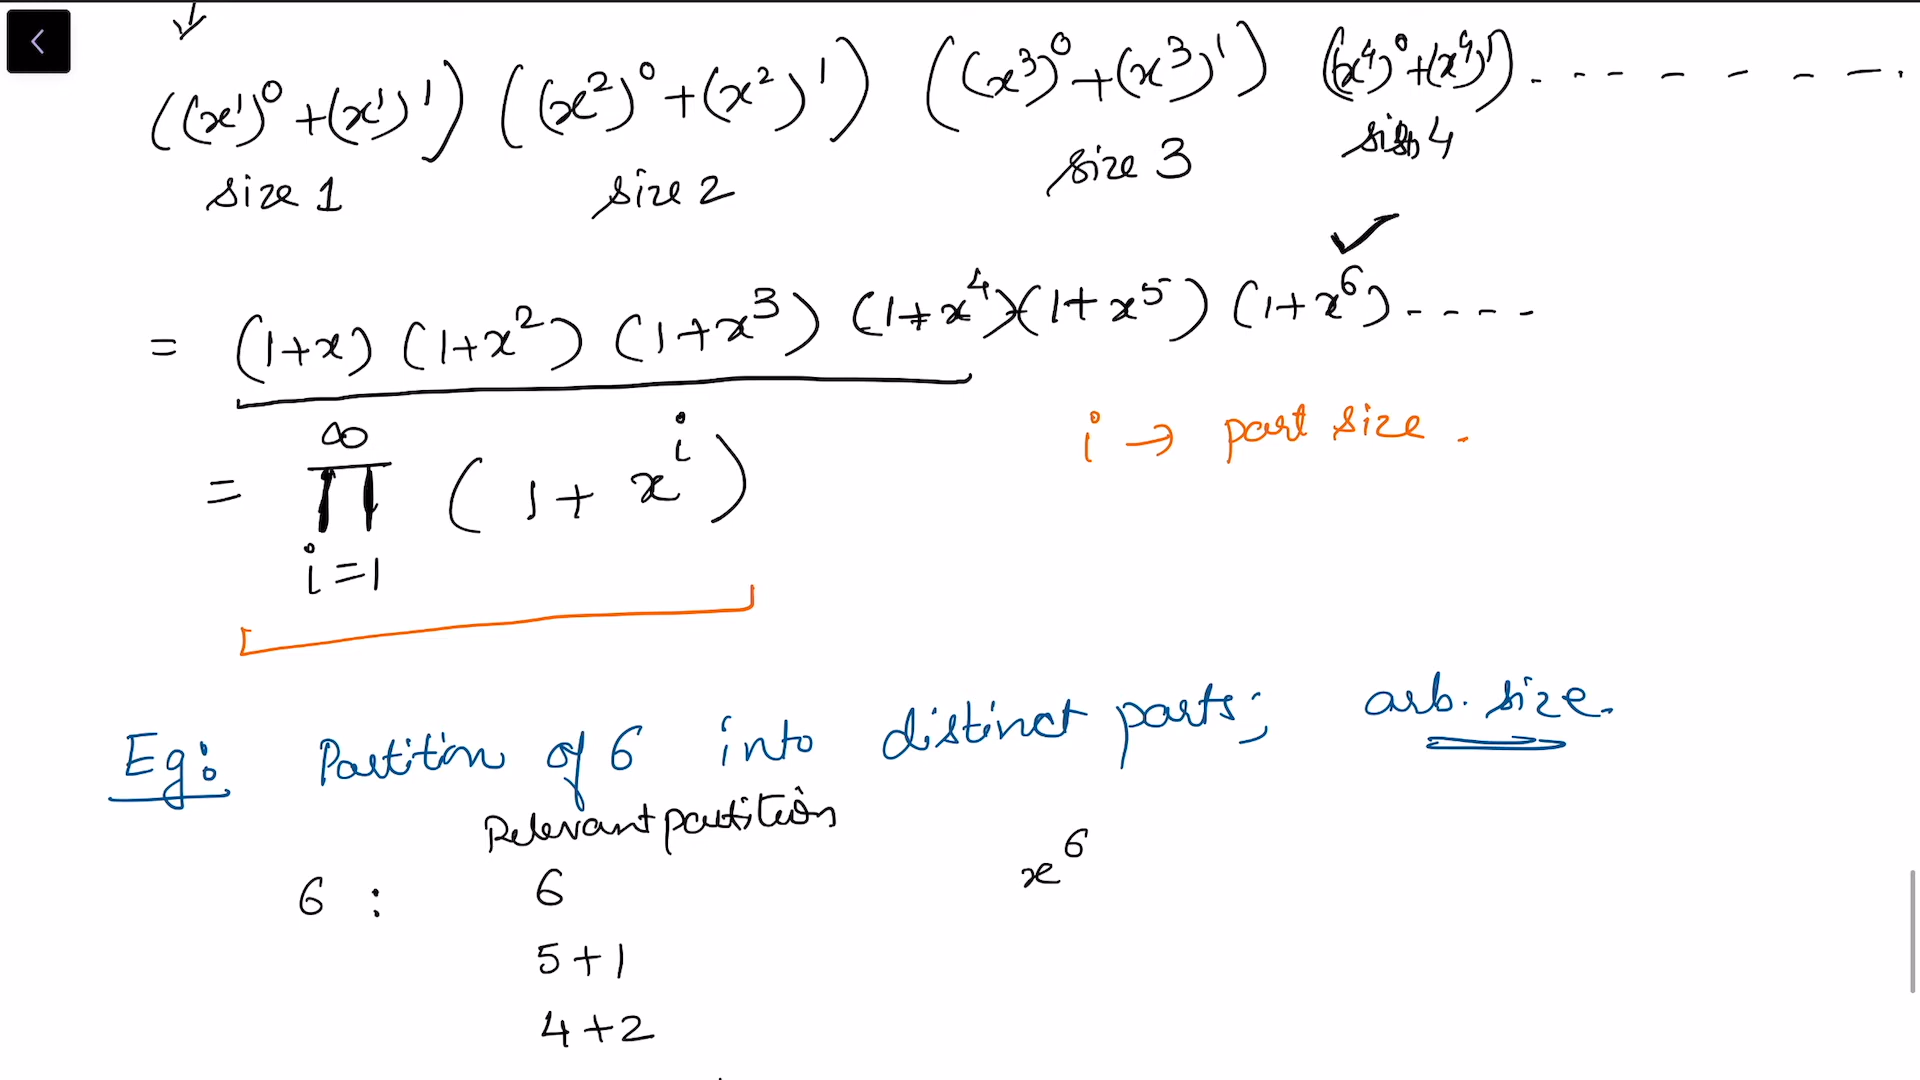 ((x¹)⁰ + (x¹)¹) ((x²)⁰ + (x²)¹) ((x³)⁰ + (x³)¹) ((x⁴)⁰ + (x⁴)¹) - - - - - - -.
size 1 size 2 size 3 4
= (1+x) (1+x²) (1+x³) (1+x⁴) (1+x⁵) (1+x⁶) - - - -
= ∞ ∏ i=1 (1 + xⁱ)
i → part size.
Eg: Partition of 6 into distinct parts; arb. size.
Relevant partition
6 : 6 x⁶
5+1
4+2